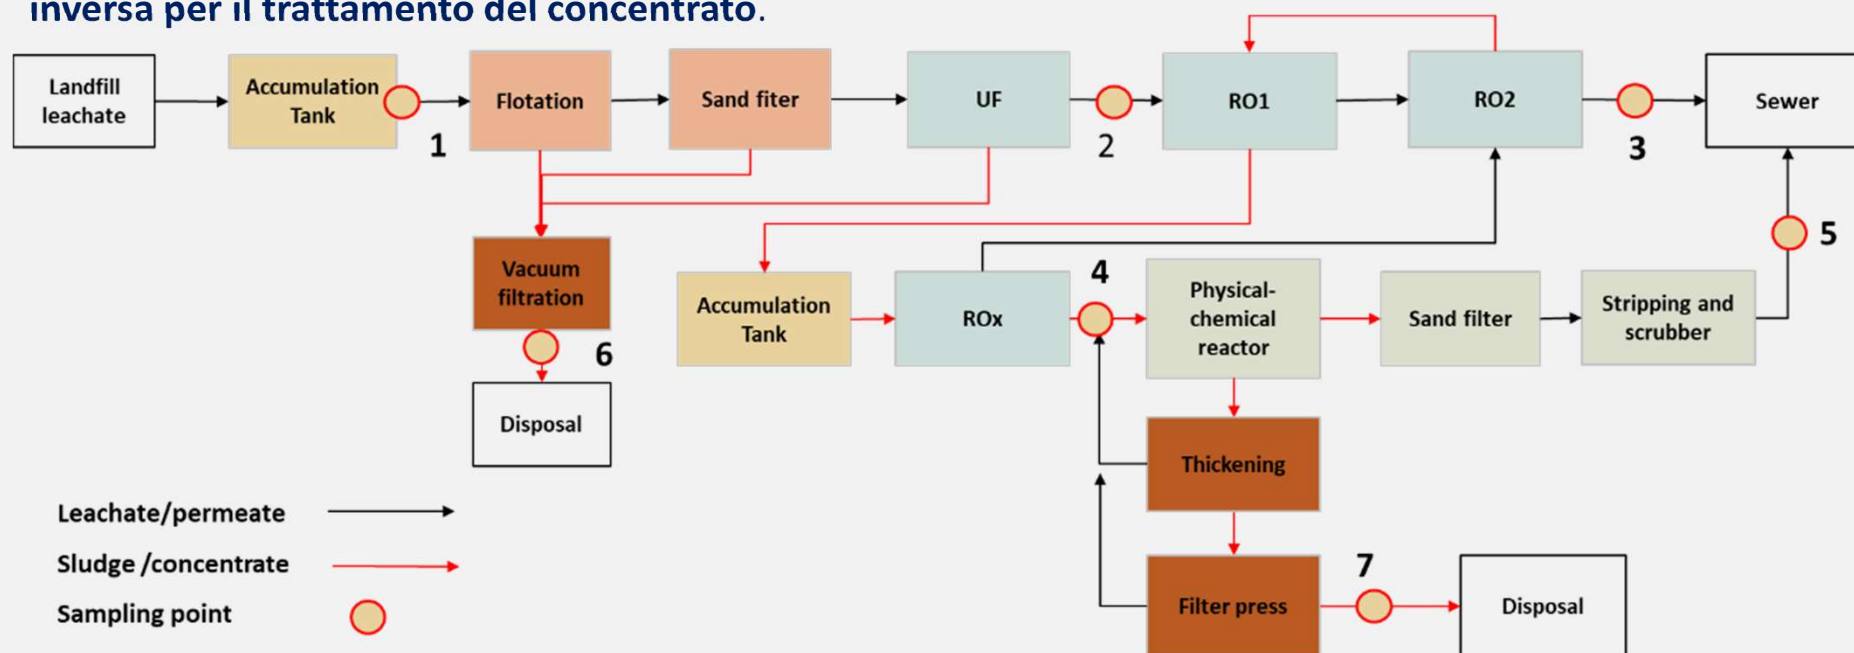 inversa per il trattamento del concentrato.
Landfill
leachate
Accumulation
Tank
1
Flotation
Sand fiter
UF
2
RO1
RO2
3
Sewer
5
Vacuum
filtration
6
Disposal
Accumulation
Tank
ROx
4
Physical-
chemical
reactor
Sand filter
Stripping and
scrubber
Thickening
Filter press
7
Disposal
Leachate/permeate
Sludge /concentrate
Sampling point